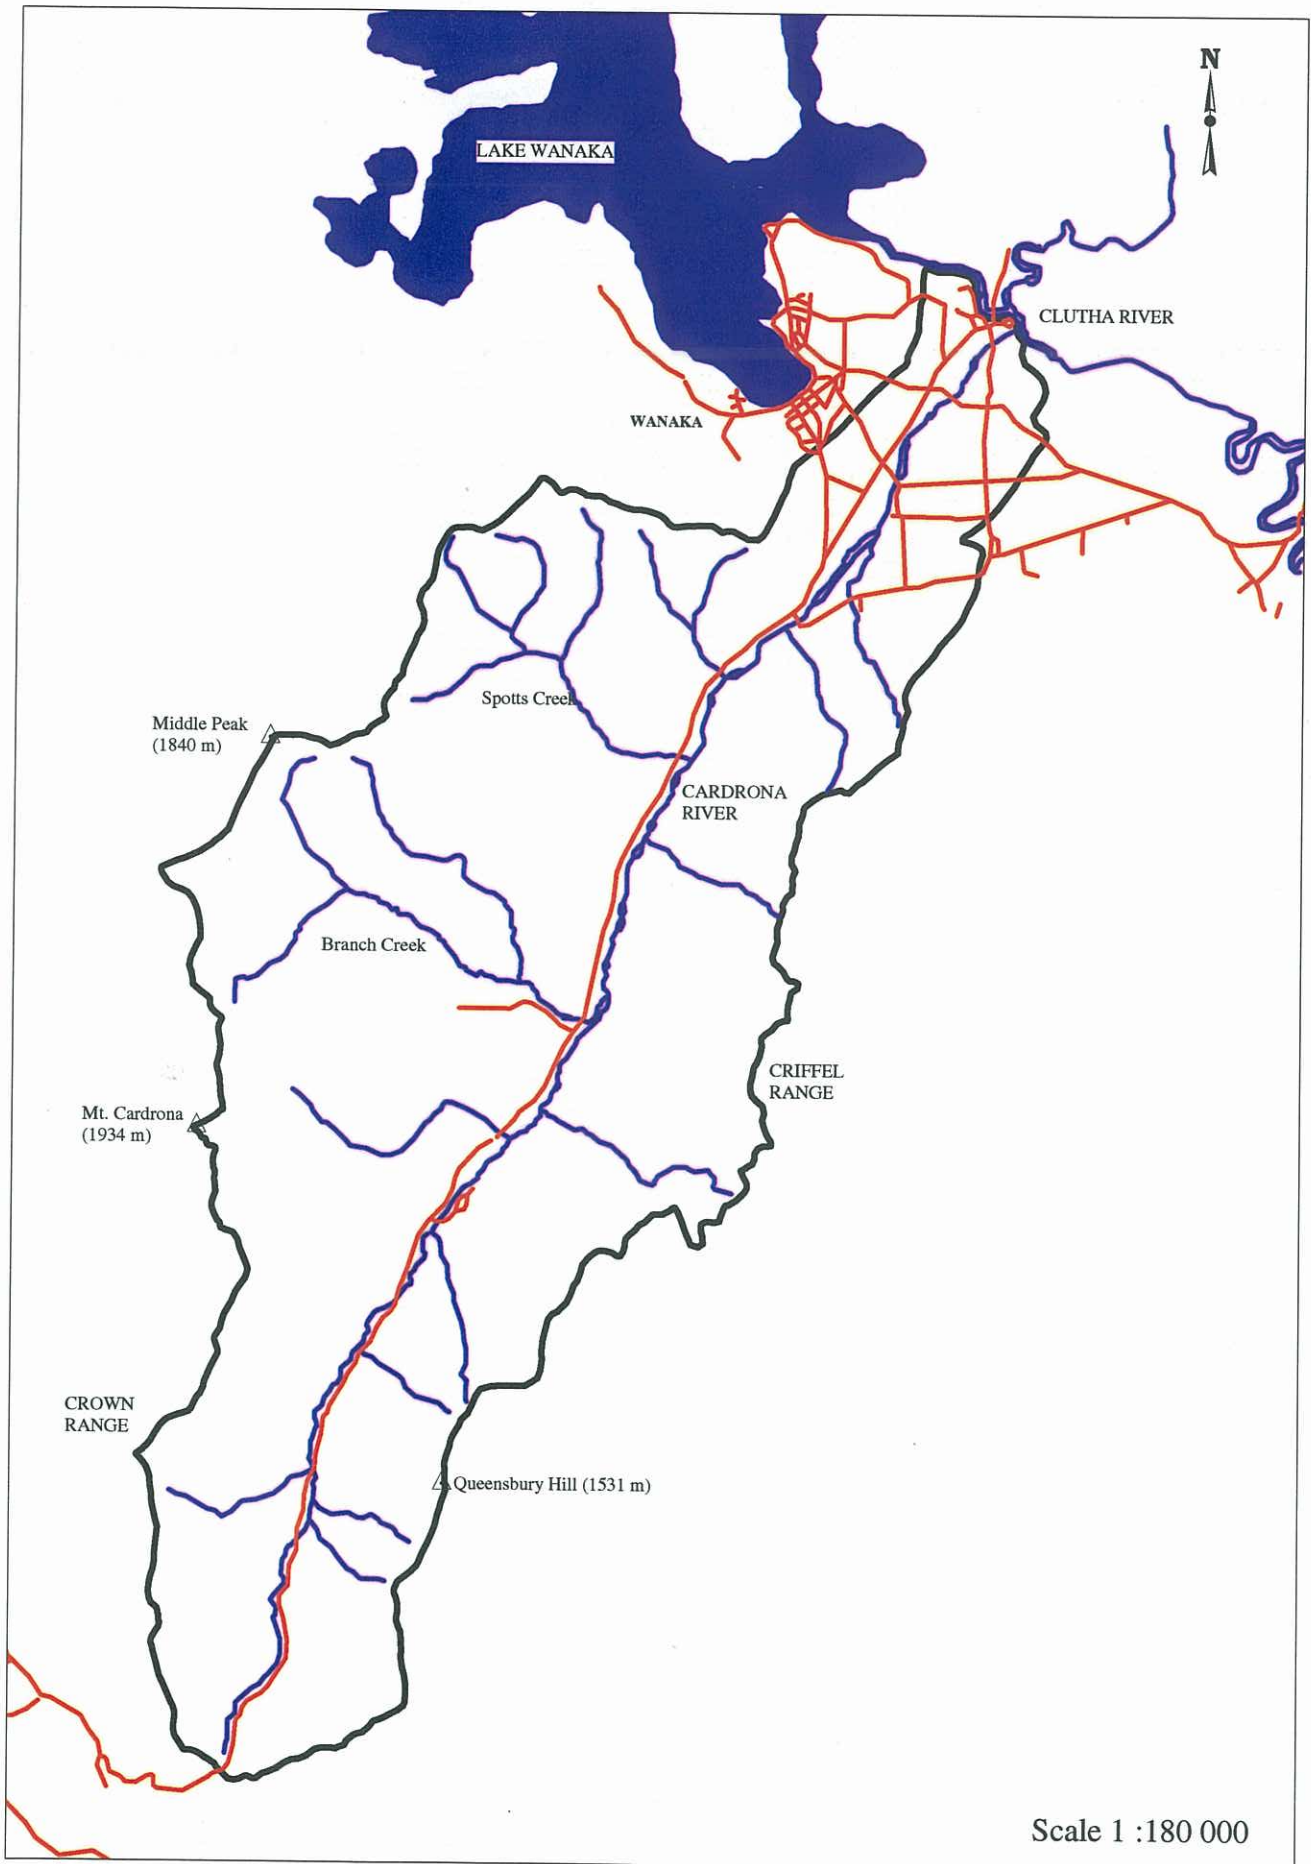 N
LAKE WANAKA
CLUTHA RIVER
WANAKA
Spotts Creek
Middle Peak
(1840 m)
CARDRONA
RIVER
Branch Creek
CRIFFEL
RANGE
Mt. Cardrona
(1934 m)
CROWN
RANGE
Queensbury Hill (1531 m)
Scale 1 :180 000